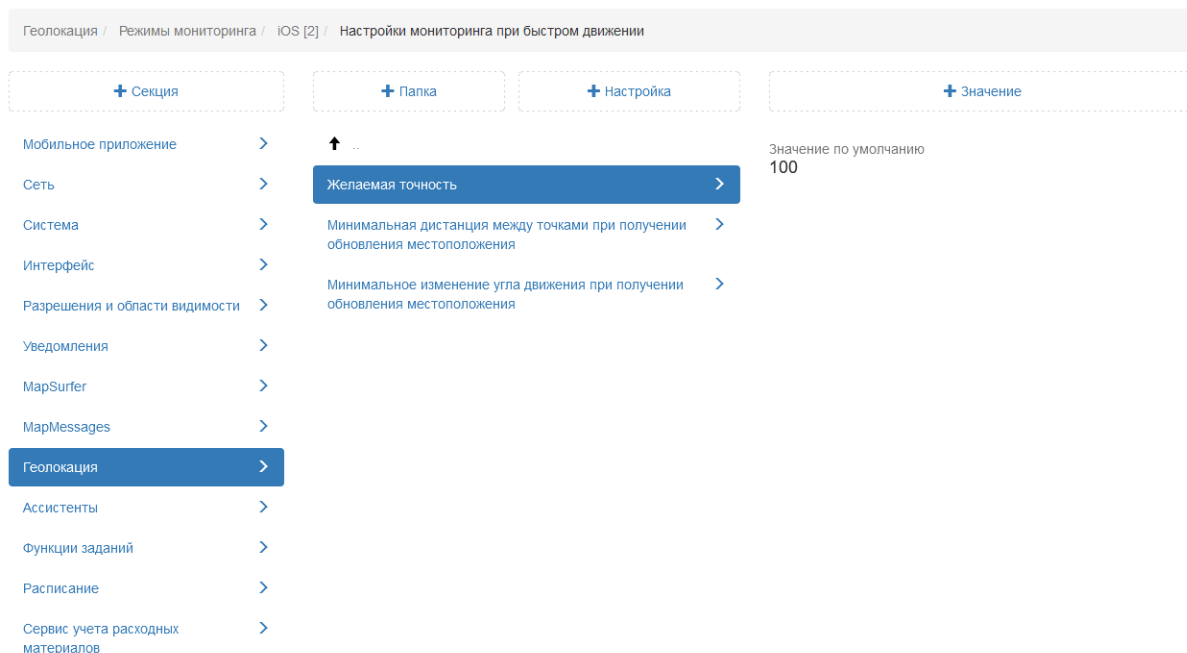 Геолокация / Режимы мониторинга / iOS [2] / Настройки мониторинга при быстром движении
+ Секция
+ Папка
+ Настройка
+ Значение
Мобильное приложение
Сеть
Система
Интерфейс
Разрешения и области видимости
Уведомления
MapSurfer
MapMessages
Геолокация
Ассистенты
Функции заданий
Расписание
Сервис учета расходных
материалов
..
Желаемая точность
Минимальная дистанция между точками при получении
обновления местоположения
Минимальное изменение угла движения при получении
обновления местоположения
Значение по умолчанию
100